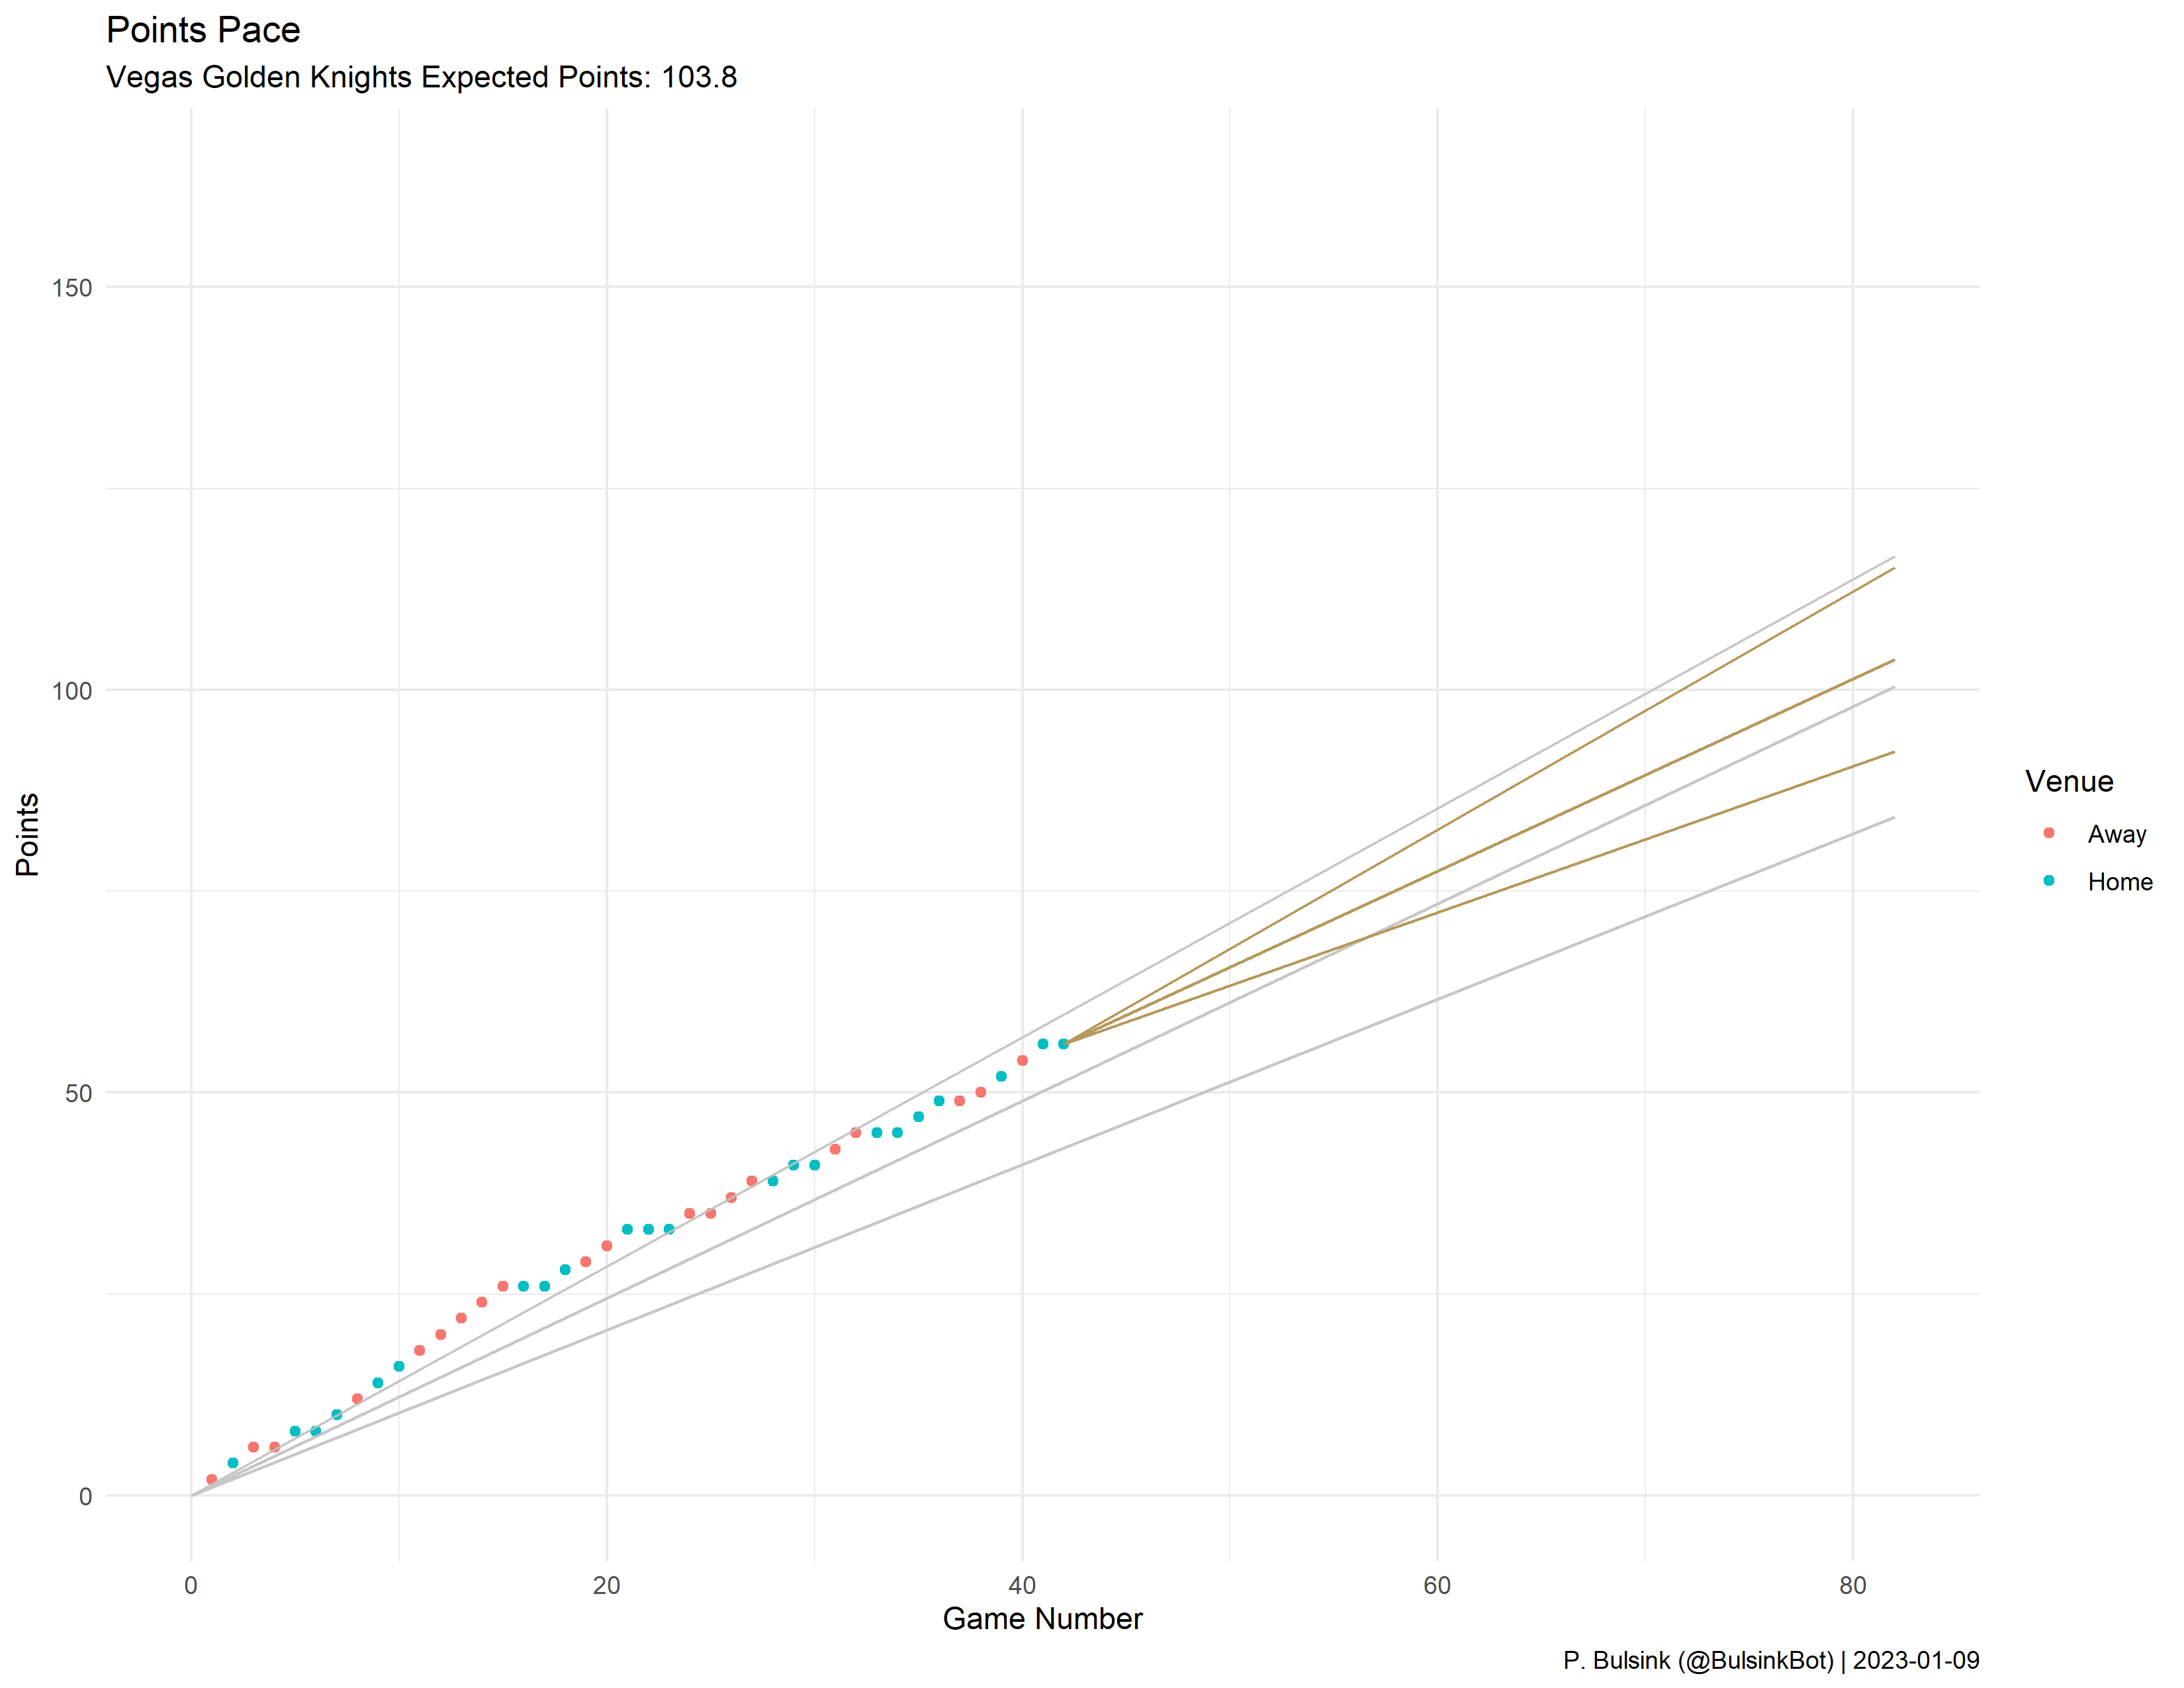 Points Pace
Vegas Golden Knights Expected Points: 103.8
150
100
50
0
Points
0 20 40 60 80
Game Number
Venue
Away
Home
P. Bulsink (@BulsinkBot) | 2023-01-09